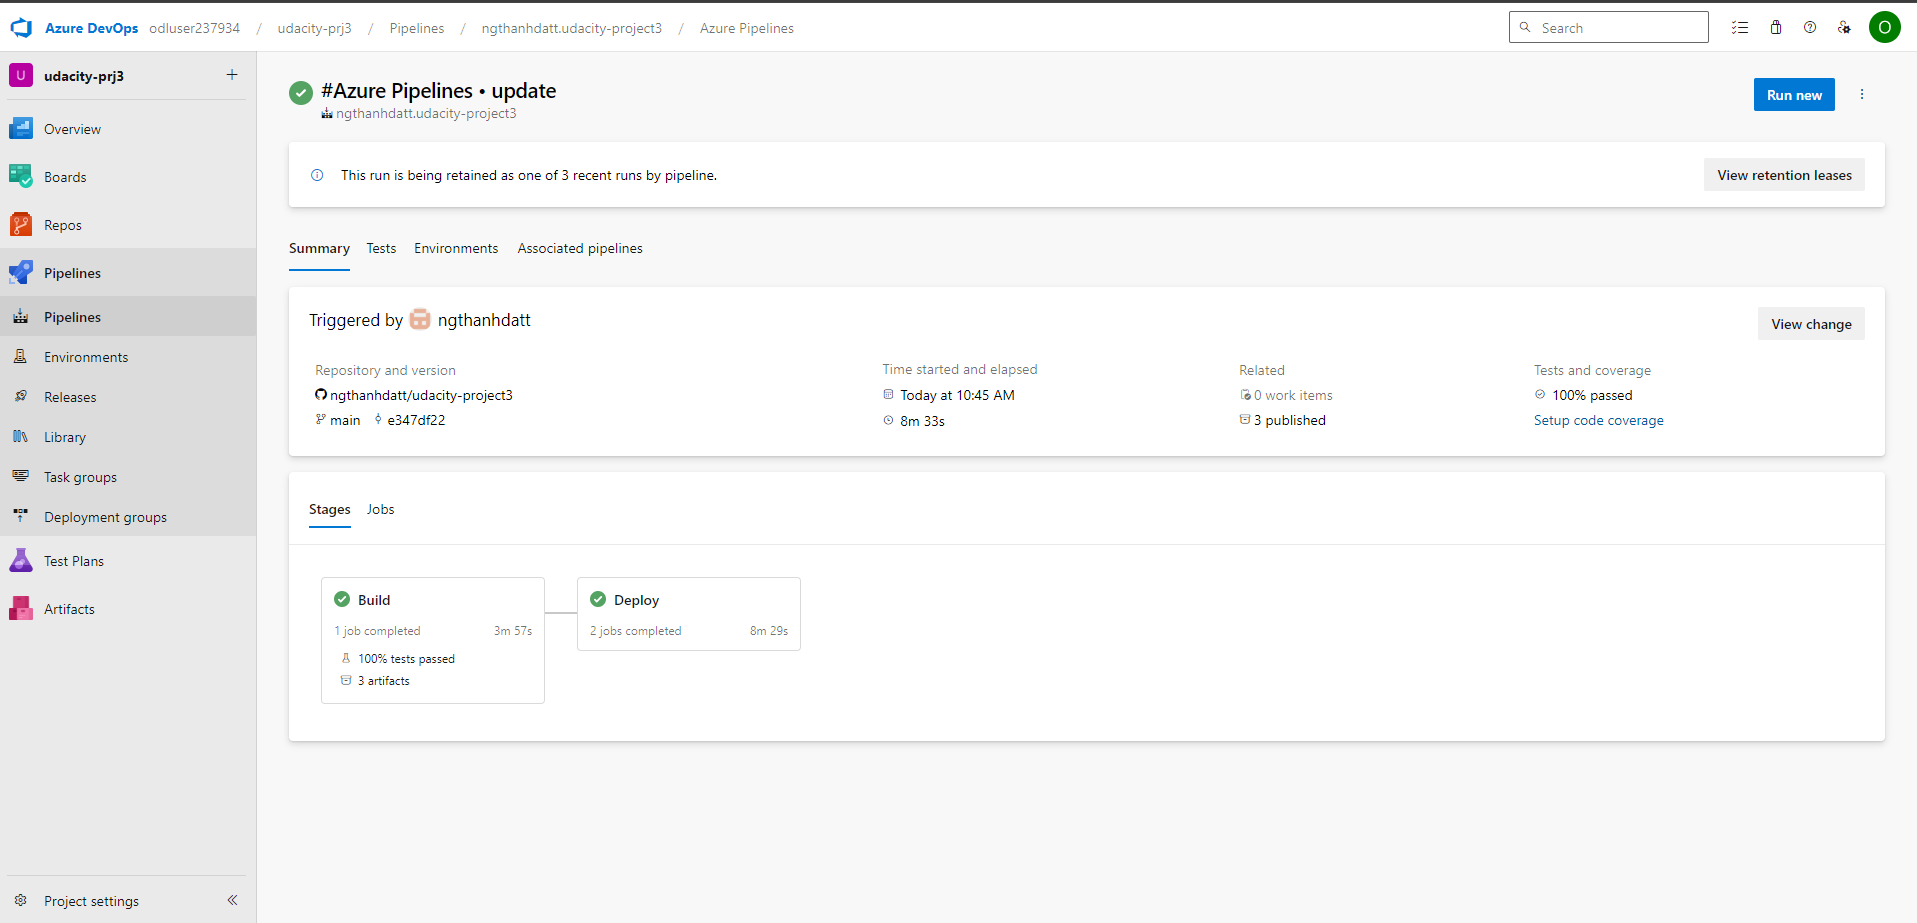 Azure DevOps odluser237934 / udacity-prj3 / Pipelines / ngthanhdatt.udacity-project3 / Azure Pipelines
Search
O
U udacity-prj3 +
Overview
Boards
Repos
Pipelines
Pipelines
Environments
Releases
Library
Task groups
Deployment groups
Test Plans
Artifacts
Project settings
#Azure Pipelines • update
ngthanhdatt.udacity-project3
Run new
This run is being retained as one of 3 recent runs by pipeline.
View retention leases
Summary Tests Environments Associated pipelines
Triggered by ngthanhdatt
View change
Repository and version
ngthanhdatt/udacity-project3
main e347df22
Time started and elapsed
Today at 10:45 AM
8m 33s
Related
0 work items
3 published
Tests and coverage
100% passed
Setup code coverage
Stages Jobs
Build
1 job completed 3m 57s
100% tests passed
3 artifacts
Deploy
2 jobs completed 8m 29s